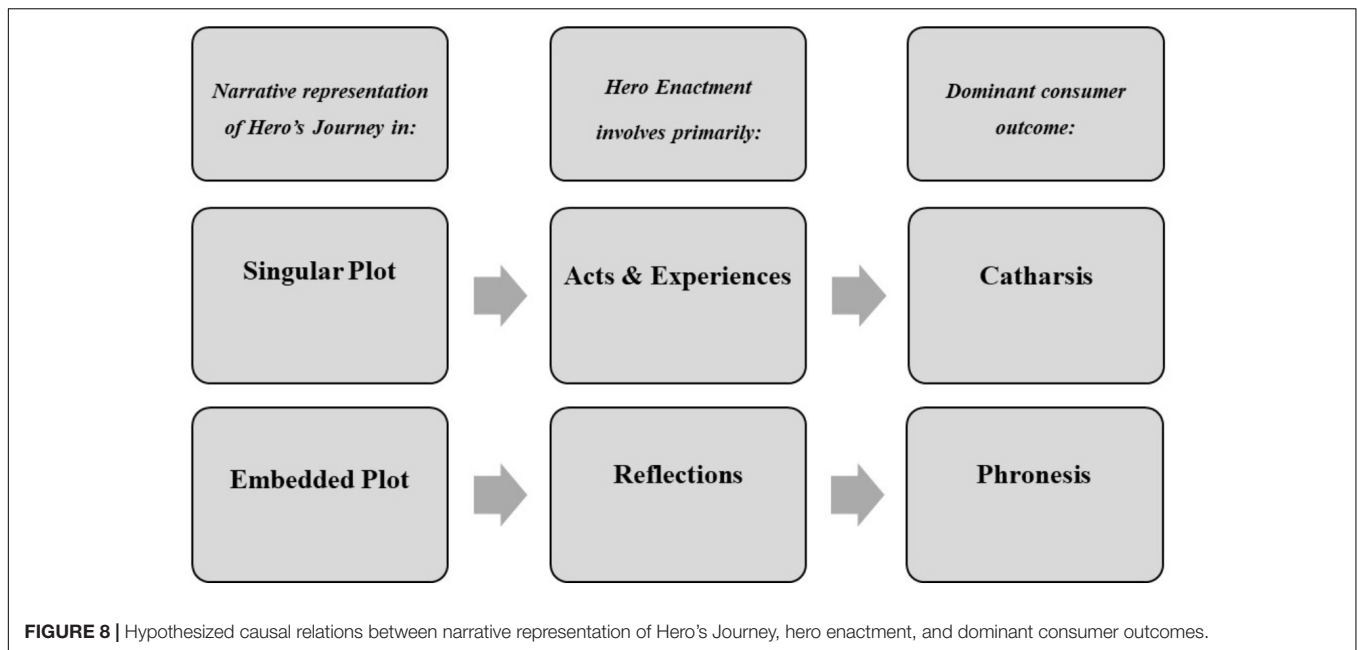 Narrative representation
of Hero's Journey in:
Hero Enactment
involves primarily:
Dominant consumer
outcome:
Singular Plot
Acts & Experiences
Catharsis
Embedded Plot
Reflections
Phronesis
FIGURE 8 | Hypothesized causal relations between narrative representation of Hero's Journey, hero enactment, and dominant consumer outcomes.